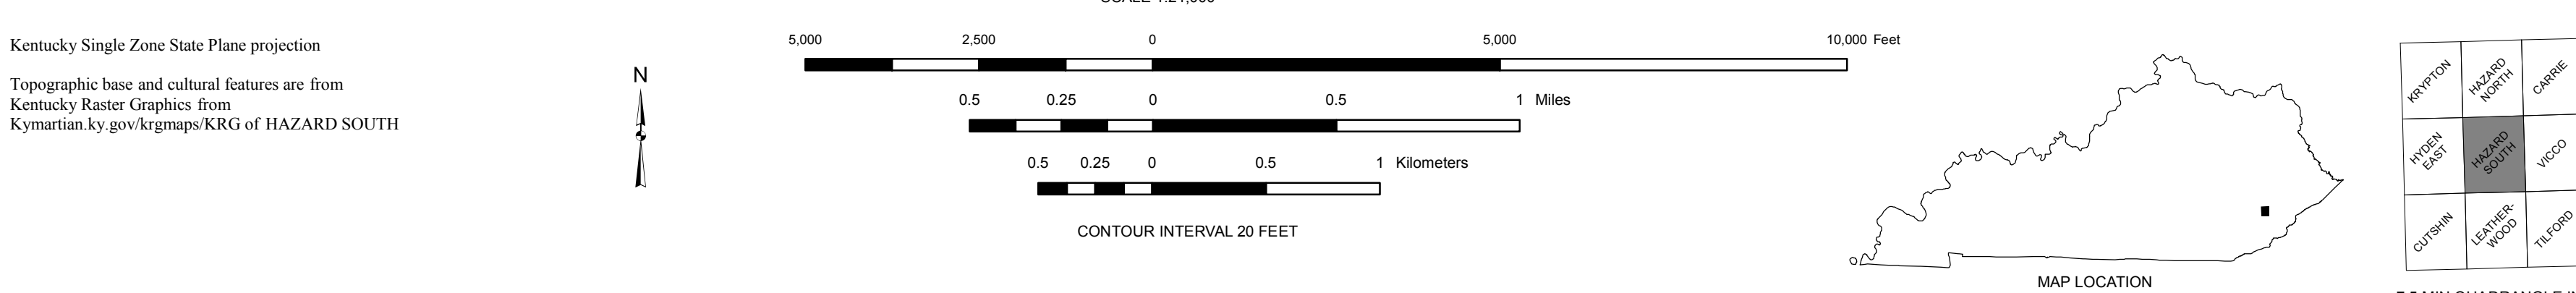 Kentucky Single Zone State Plane projection
Topographic base and cultural features are from
Kentucky Raster Graphics from
Kymartian.ky.gov/krgmaps/KRG of HAZARD SOUTH
N
5,000 2,500 0 5,000 10,000 Feet
0.5 0.25 0 0.5 1 Miles
0.5 0.25 0 0.5 1 Kilometers
CONTOUR INTERVAL 20 FEET
MAP LOCATION
KRYPTON
HAZARD
NORTH
CARRIE
HYDEN
EAST
HAZARD
SOUTH
VICCO
CUTSHIN
LEATHER-
WOOD
TILFORD